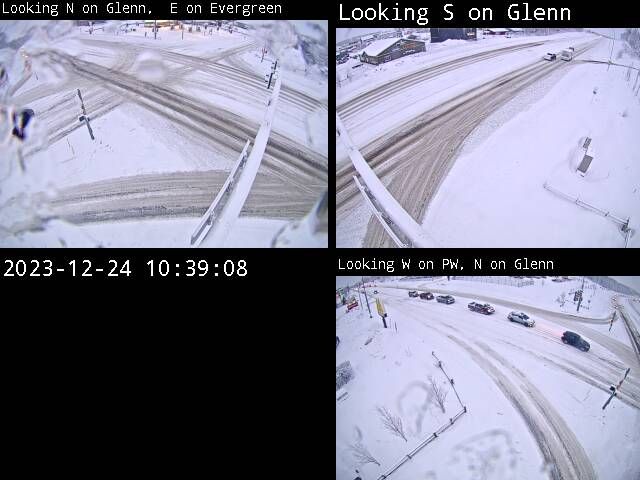 Looking N on Glenn,  E on Evergreen
Looking S on Glenn
2023-12-24 10:39:08
Looking W on PW, N on Glenn